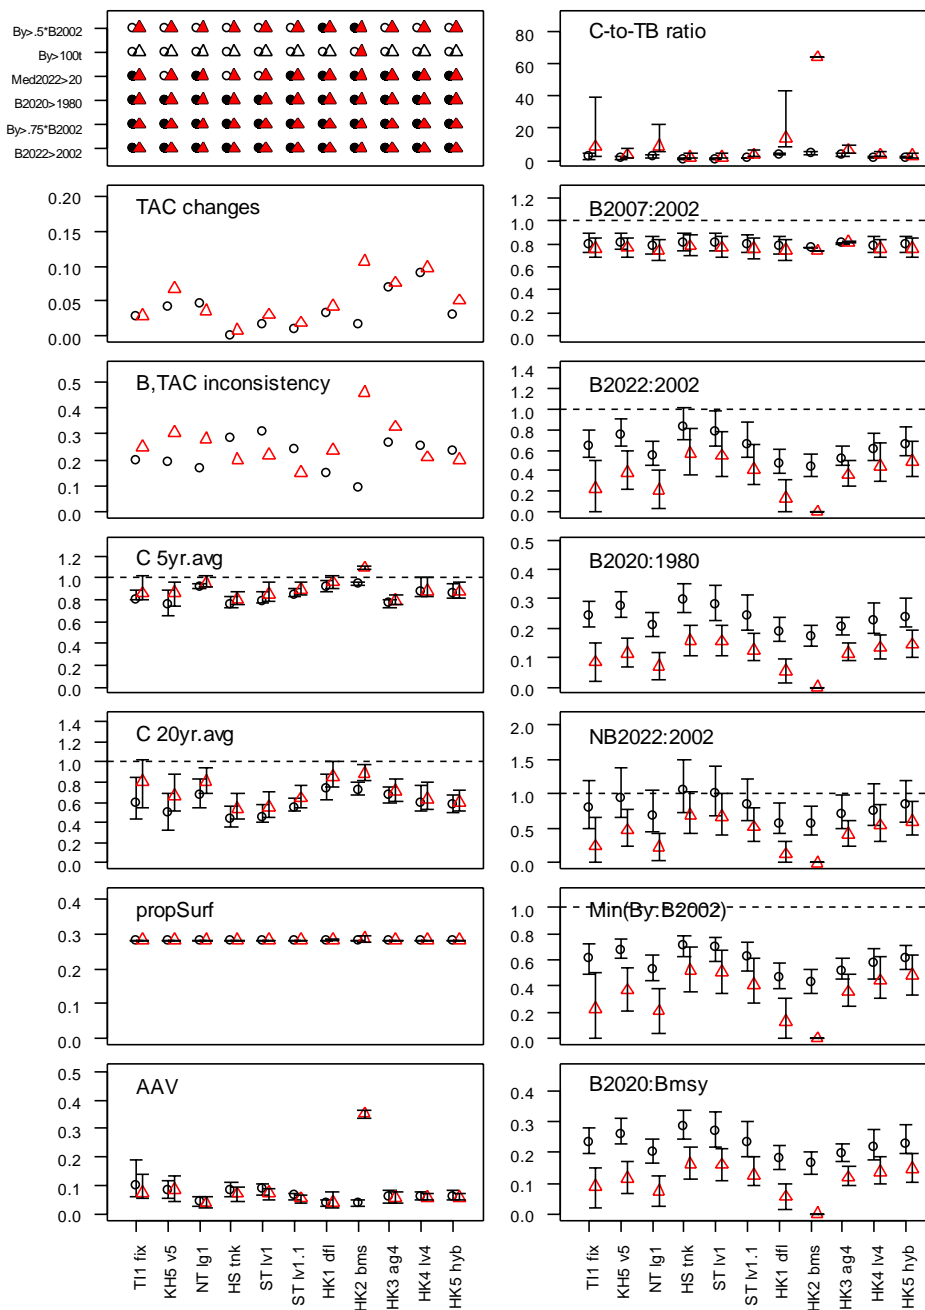 By>.5*B2002
By>100t
Med2022>20
B2020>1980
By>.75*B2002
B2022>2002
TAC changes
0.20
0.15
0.10
0.05
0.00
B,TAC inconsistency
0.5
0.4
0.3
0.2
0.1
0.0
C 5yr.avg
1.2
1.0
0.8
0.6
0.4
0.2
0.0
C 20yr.avg
1.4
1.2
1.0
0.8
0.6
0.4
0.2
0.0
propSurf
0.4
0.3
0.2
0.1
0.0
AAV
0.5
0.4
0.3
0.2
0.1
0.0
TI1 fix
KH5 v5
NT lg1
HS tnk
ST lv1
ST lv1.1
HK1 dfl
HK2 bms
HK3 ag4
HK4 lv4
HK5 hyb
C-to-TB ratio
80
60
40
20
0
B2007:2002
1.2
1.0
0.8
0.6
0.4
0.2
0.0
B2022:2002
1.4
1.2
1.0
0.8
0.6
0.4
0.2
0.0
B2020:1980
0.5
0.4
0.3
0.2
0.1
0.0
NB2022:2002
2.0
1.5
1.0
0.5
0.0
Min(By:B2002)
1.0
0.8
0.6
0.4
0.2
0.0
B2020:Bmsy
0.4
0.3
0.2
0.1
0.0
TI1 fix
KH5 v5
NT lg1
HS tnk
ST lv1
ST lv1.1
HK1 dfl
HK2 bms
HK3 ag4
HK4 lv4
HK5 hyb